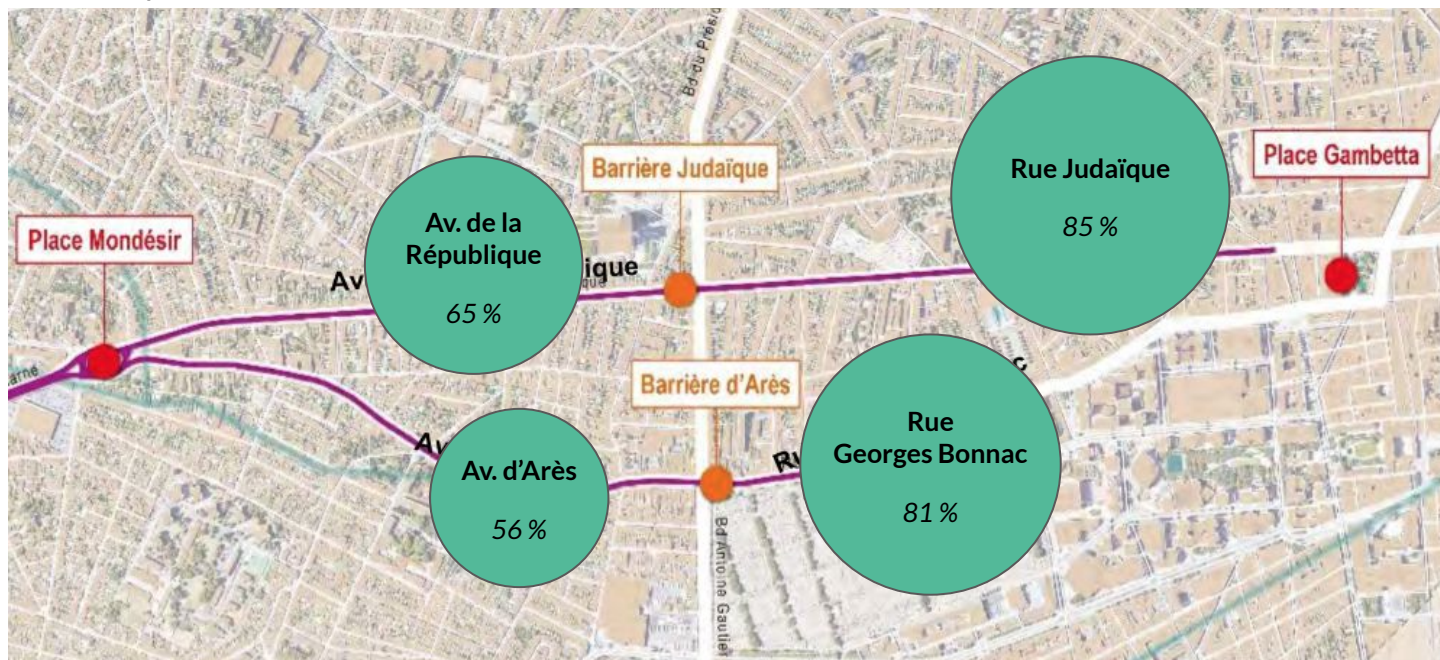 Bd du Prés
Barrière Judaïque
Rue Judaïque
85 %
Place Gambetta
Av. de la
République
65 %
Place Mondésir
Av
ique
Barrière d'Arès
Rue
Georges Bonnac
81 %
Av
Av. d'Arès
56 %
Ru
Bd Antoine Gautier